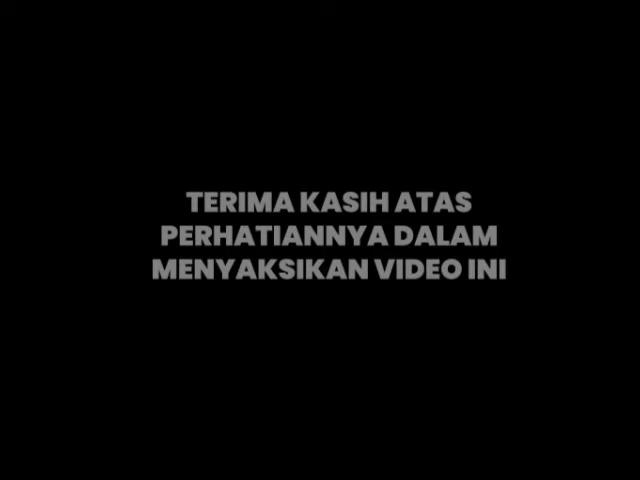 TERIMA KASIH ATAS
PERHATIANNYA DALAM
MENYAKSIKAN VIDEO INI